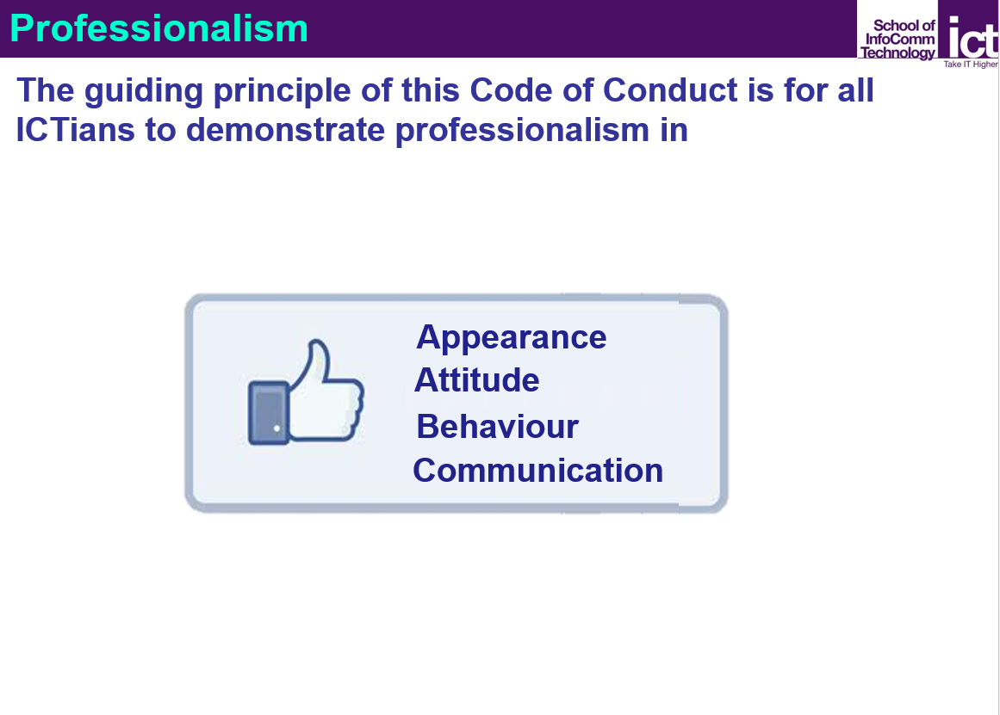 Professionalism
School of
InfoComm
Technology
ict
Take IT Higher
The guiding principle of this Code of Conduct is for all
ICTians to demonstrate professionalism in
Appearance
Attitude
Behaviour
Communication